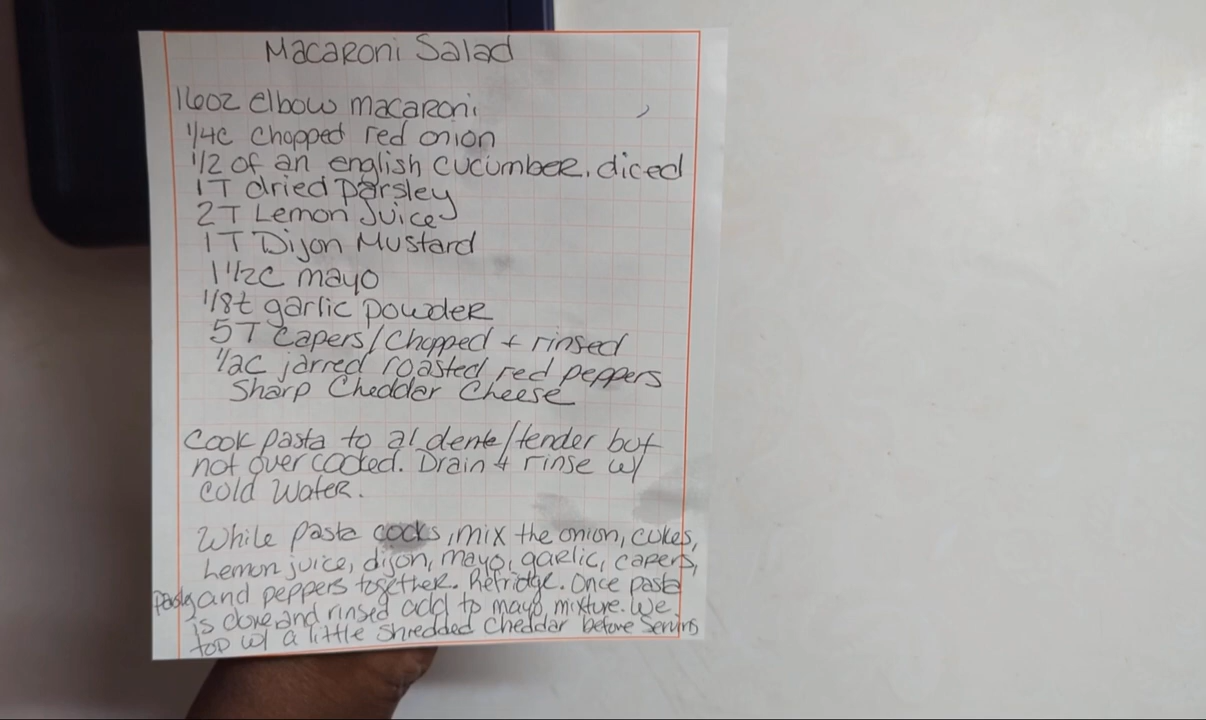 Macaroni Salad
16oz elbow macaroni
1/4c chopped red onion
1/2 of an english cucumber, diced
1T dried parsley
2T Lemon Juice
1T Dijon Mustard
1 1/2c mayo
1/8t garlic powder
5T Capers/Chopped + rinsed
1/2c jarred roasted red peppers
Sharp Cheddar Cheese
Cook pasta to al dente/tender but
not over cooked. Drain + rinse w/
cold water.
While pasta cooks, mix the onion, cukes,
Lemon juice, dijon, mayo, garlic, capers,
and peppers together. Refridge. Once pasta
parsley is done and rinsed add to mayo mixture. We
top w/ a little shredded Cheddar before serving